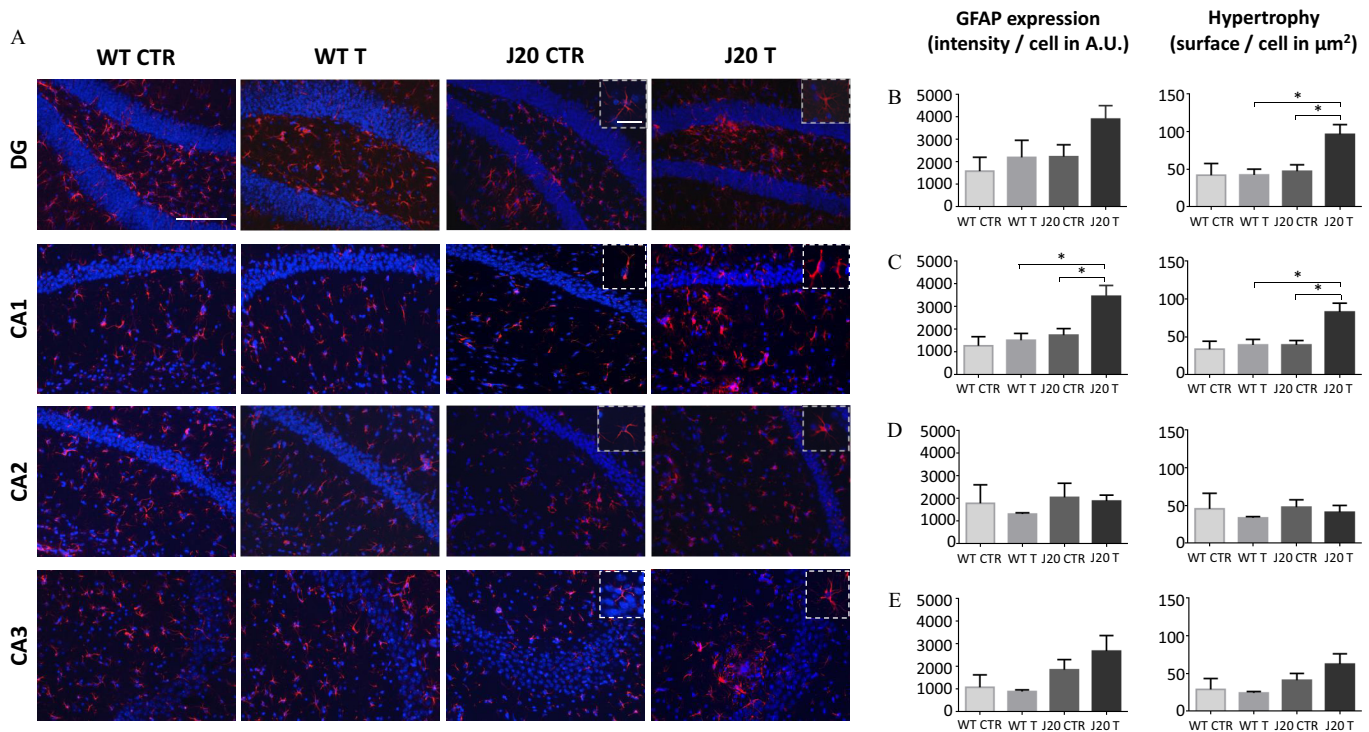 A
WT CTR
WT T
J20 CTR
J20 T
DG
CA1
CA2
CA3
GFAP expression
(intensity / cell in A.U.)
Hypertrophy
(surface / cell in µm²)
B
5000
4000
3000
2000
1000
0
WT CTR WT T J20 CTR J20 T
150
100
50
0
* 
*
WT CTR WT T J20 CTR J20 T
C
5000
4000
3000
2000
1000
0
*
*
WT CTR WT T J20 CTR J20 T
150
100
50
0
*
*
WT CTR WT T J20 CTR J20 T
D
5000
4000
3000
2000
1000
0
WT CTR WT T J20 CTR J20 T
150
100
50
0
WT CTR WT T J20 CTR J20 T
E
5000
4000
3000
2000
1000
0
WT CTR WT T J20 CTR J20 T
150
100
50
0
WT CTR WT T J20 CTR J20 T